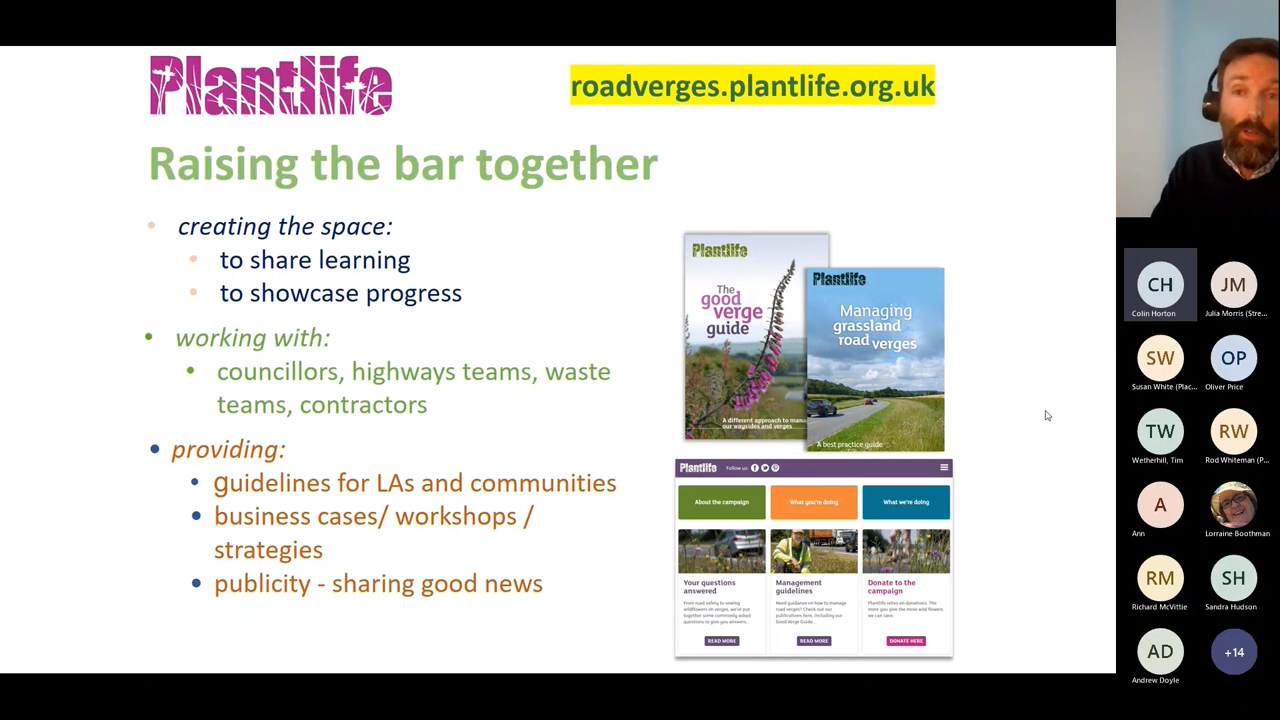 Plantlife
roadverges.plantlife.org.uk
Raising the bar together
• creating the space:
• to share learning
• to showcase progress
• working with:
• councillors, highways teams, waste
teams, contractors
• providing:
• guidelines for LAs and communities
• business cases/ workshops /
strategies
• publicity - sharing good news
Plantlife
The
good
verge
guide
A different approach to man
our waysides and verges
Plantlife
Managing
grassland
road verges
A best practice guide
Plantlife
Follow us:
About the campaign
What you're doing
What we're doing
Your questions
answered
From road safety to sowing
wildflowers on verges, we've put
together some commonly asked
questions to give you answers...
READ MORE
Management
guidelines
Need guidance on how to manage
road verges? Check out our
publications here, including our
Good Verge Guide...
READ MORE
Donate to the
campaign
Plantlife relies on donations. The
more you give the more wild flowers
we can save.
DONATE HERE
CH
Colin Horton
JM
Julia Morris (Stre...
SW
Susan White (Plac...
OP
Oliver Price
TW
Wetherhill, Tim
RW
Rod Whiteman (P...
A
Ann
Lorraine Boothman
RM
Richard McVittie
SH
Sandra Hudson
AD
Andrew Doyle
+14